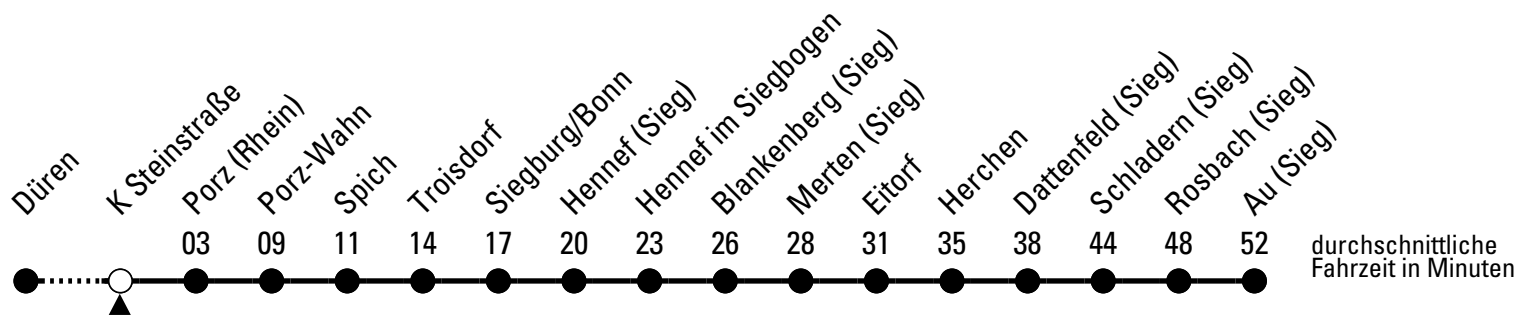 Düren
K Steinstraße
Porz (Rhein)
Porz-Wahn
Spich
Troisdorf
Siegburg/Bonn
Hennef (Sieg)
Hennef im Siegbogen
Blankenberg (Sieg)
Merten (Sieg)
Eitorf
Herchen
Dattenfeld (Sieg)
Schladern (Sieg)
Rosbach (Sieg)
Au (Sieg)
03 09 11 14 17 20 23 26 28 31 35 38 44 48 52
durchschnittliche
Fahrzeit in Minuten